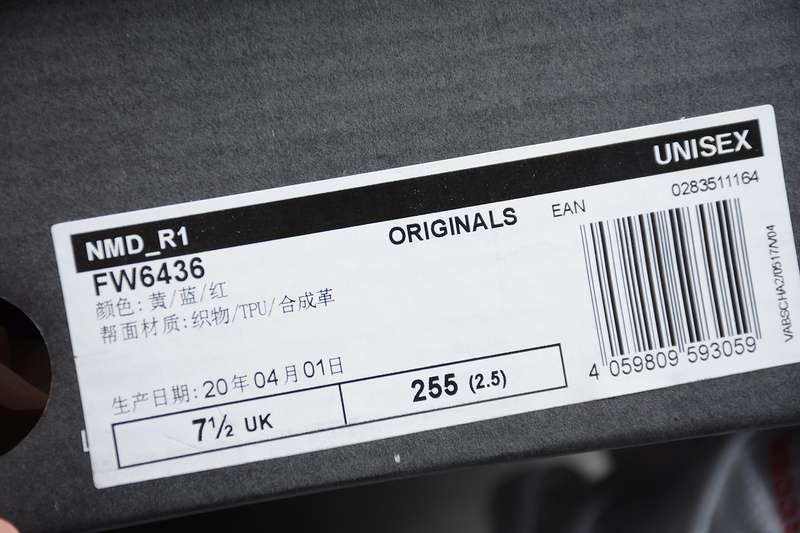 UNISEX
NMD_R1
ORIGINALS
EAN
0283511164
FW6436
颜色: 黄/蓝/红
帮面材质: 织物/TPU/合成革
生产日期: 20年04月01日
7½ UK
255 (2.5)
4 059809 593059
VABSCHA2/0517/V04